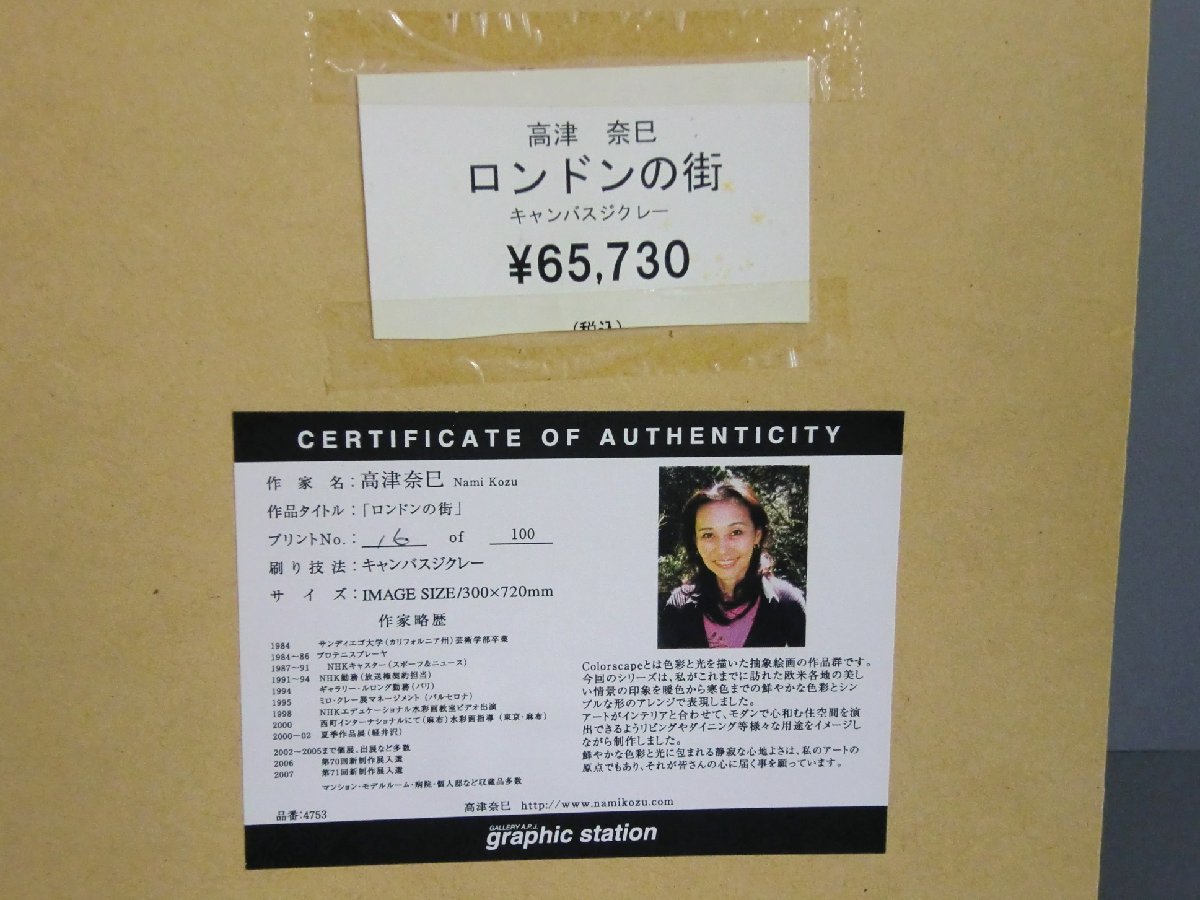 高津 奈巳
ロンドンの街
キャンバスジクレー
¥65,730
(税込)
CERTIFICATE OF AUTHENTICITY
作家名：高津奈巳 Nami Kozu
作品タイトル：「ロンドンの街」
プリントNo.： 16 of 100
刷り技法：キャンバスジクレー
サイズ：IMAGE SIZE/300×720mm
作家略歴
1984 サンディエゴ大学(カリフォルニア州)芸術学部卒業
1984～86 プロテニスプレーヤ
1987～91 NHKキャスター(スポーツ&ニュース)
1991～94 NHK勤務(放送権契約担当)
1994 ギャラリー・ルロング勤務(パリ)
1995 ミロ・クレー展マネージメント(バルセロナ)
1998 NHKエデュケーショナル水彩画教室ビデオ出演
2000 西町インターナショナルにて(麻布)水彩画指導(東京・麻布)
2000－02 夏季作品展(軽井沢)
2002～2005まで個展、出展など多数
2006 第70回新制作展入選
2007 第71回新制作展入選
マンション・モデルルーム・病院・個人邸など収蔵品多数
Colorscapeとは色彩と光を描いた抽象絵画の作品群です。
今回のシリーズは、私がこれまでに訪れた欧米各地の美し
い情景の印象を暖色から寒色までの鮮やかな色彩とシン
プルな形のアレンジで表現しました。
アートがインテリアと合わせて、モダンで心和む住空間を演
出できるようリビングやダイニング等様々な用途をイメージし
ながら制作しました。
鮮やかな色彩と光に包まれる静寂な心地よさは、私のアートの
原点でもあり、それが皆さんの心に届く事を願っています。
品番：4753
高津奈巳 http://www.namikozu.com
GALLERY A.P.J.
graphic station